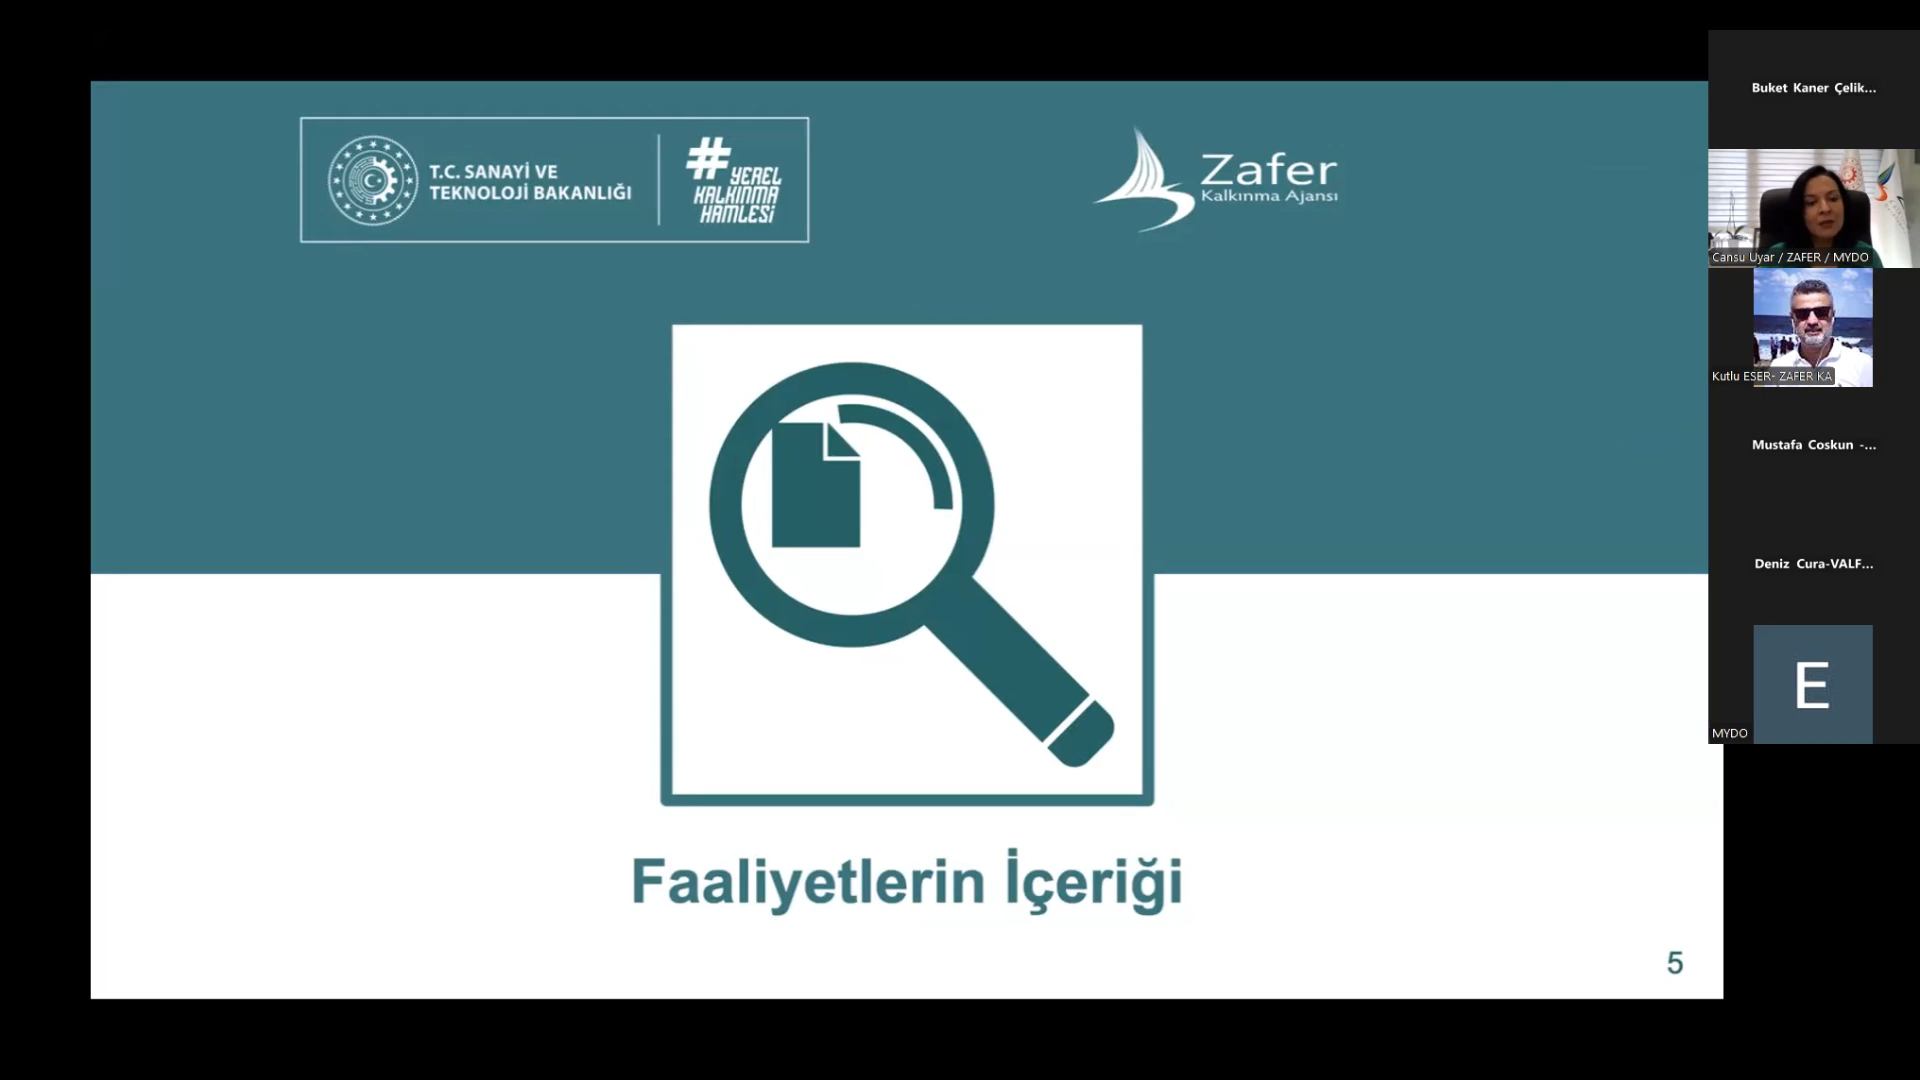 T.C. SANAYİ VE
TEKNOLOJİ BAKANLIĞI
#YEREL
KALKINMA
HAMLESİ
Zafer
Kalkınma Ajansı
Faaliyetlerin İçeriği
5
Buket Kaner Çelik...
Cansu Uyar / ZAFER / MYDO
Kutlu ESER- ZAFER KA
Mustafa Coskun -...
Deniz Cura-VALF...
E
MYDO